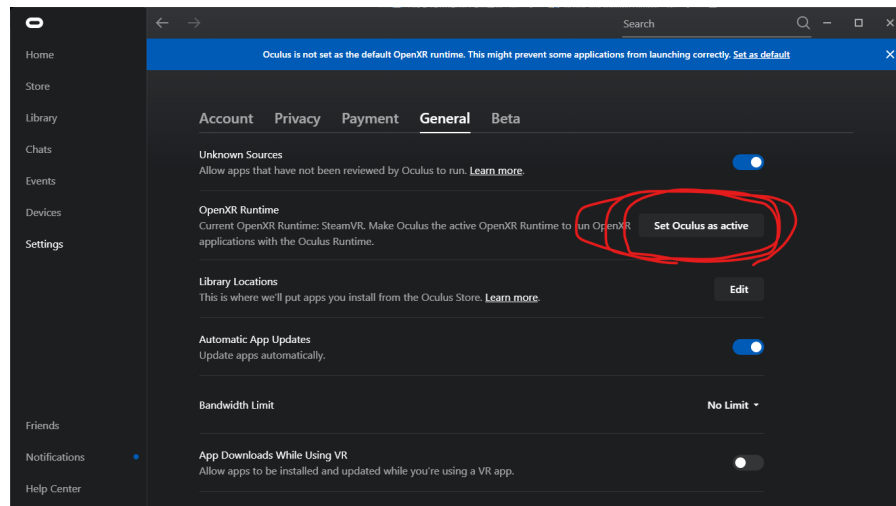 Search
Home
Oculus is not set as the default OpenXR runtime. This might prevent some applications from launching correctly. Set as default
Store
Library
Chats
Events
Devices
Settings
Friends
Notifications
Help Center
Account Privacy Payment General Beta
Unknown Sources
Allow apps that have not been reviewed by Oculus to run. Learn more.
OpenXR Runtime
Current OpenXR Runtime: SteamVR. Make Oculus the active OpenXR Runtime to run OpenXR
applications with the Oculus Runtime.
Set Oculus as active
Library Locations
This is where we'll put apps you install from the Oculus Store. Learn more.
Edit
Automatic App Updates
Update apps automatically.
Bandwidth Limit
No Limit
App Downloads While Using VR
Allow apps to be installed and updated while you're using a VR app.